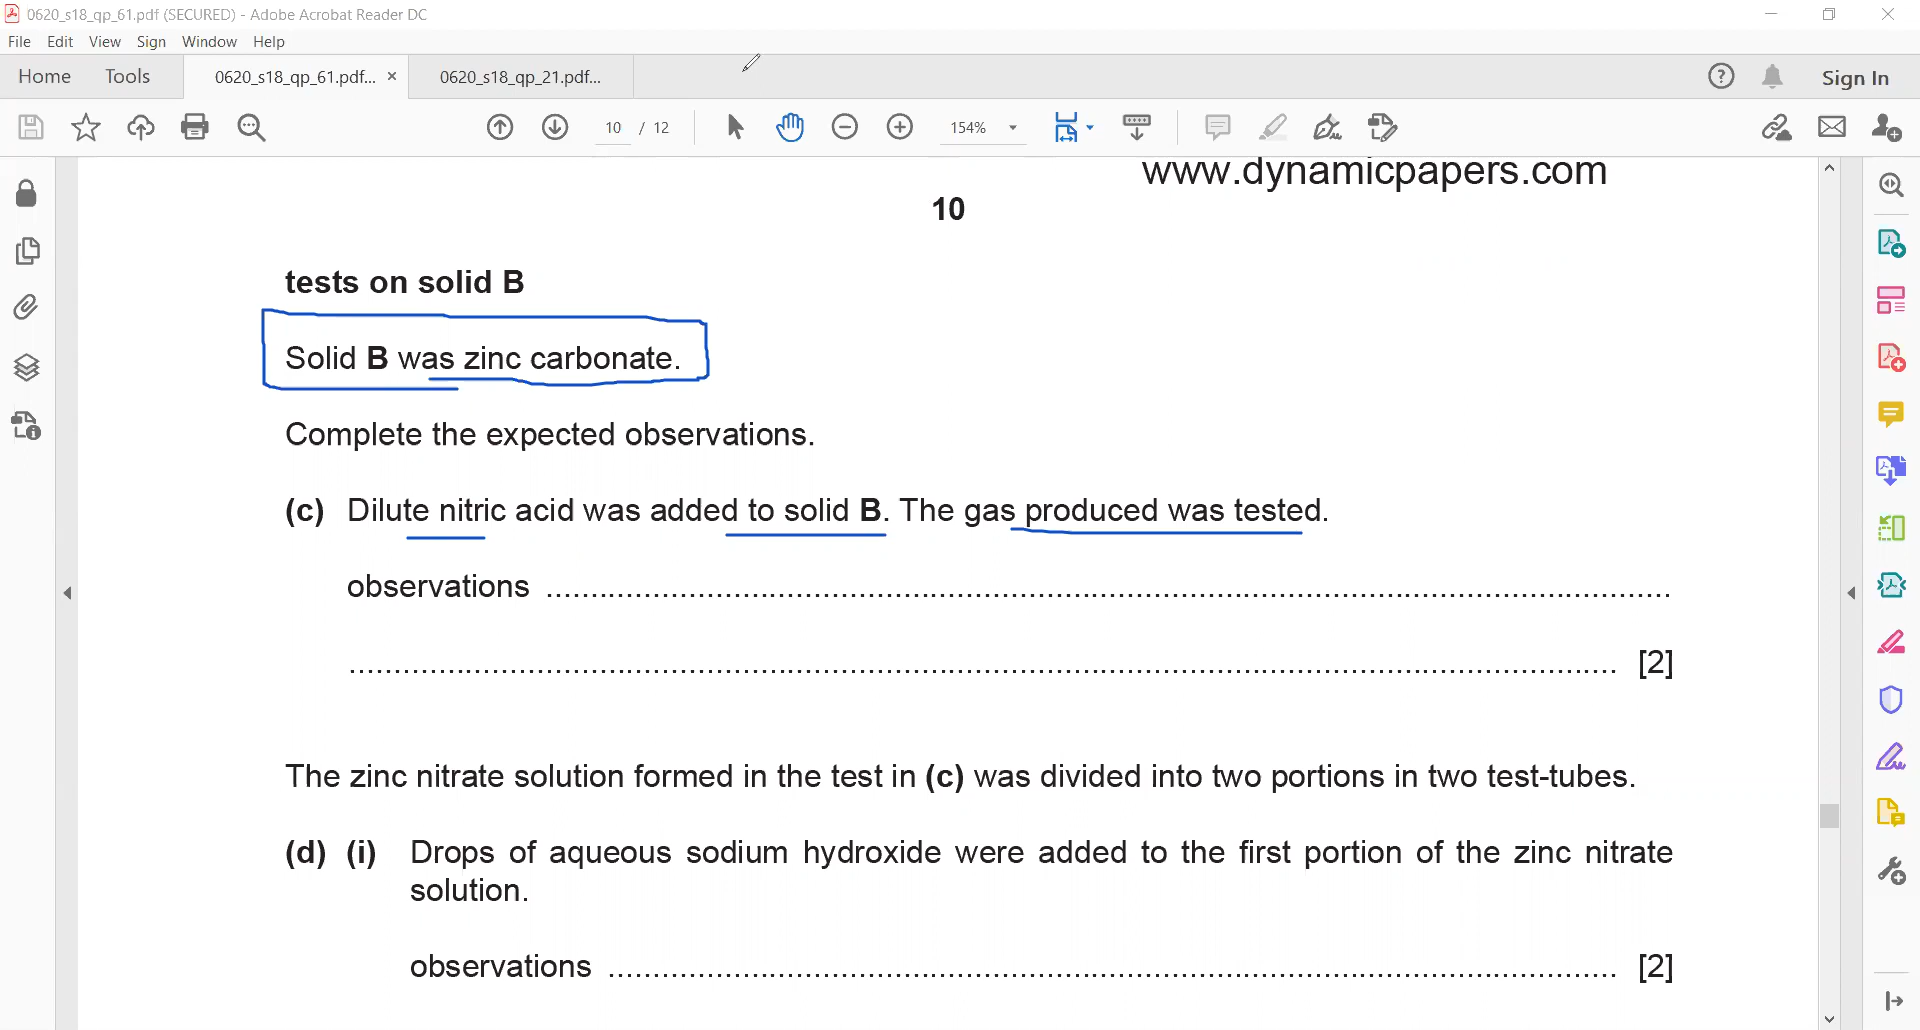 0620_s18_qp_61.pdf (SECURED) - Adobe Acrobat Reader DC
File Edit View Sign Window Help
Home Tools 0620_s18_qp_61.pdf... × 0620_s18_qp_21.pdf... Sign In
10 / 12 154%
www.dynamicpapers.com
10
tests on solid B
Solid B was zinc carbonate.
Complete the expected observations.
(c) Dilute nitric acid was added to solid B. The gas produced was tested.
observations ..........................................................................................................................
.......................................................................................................................................... [2]
The zinc nitrate solution formed in the test in (c) was divided into two portions in two test-tubes.
(d) (i) Drops of aqueous sodium hydroxide were added to the first portion of the zinc nitrate
solution.
observations .............................................................................................................. [2]